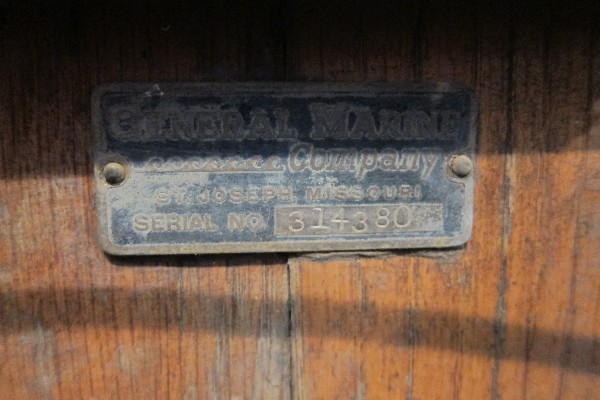 GENERAL MARINE
Company
ST. JOSEPH, MISSOURI
SERIAL NO. 314380